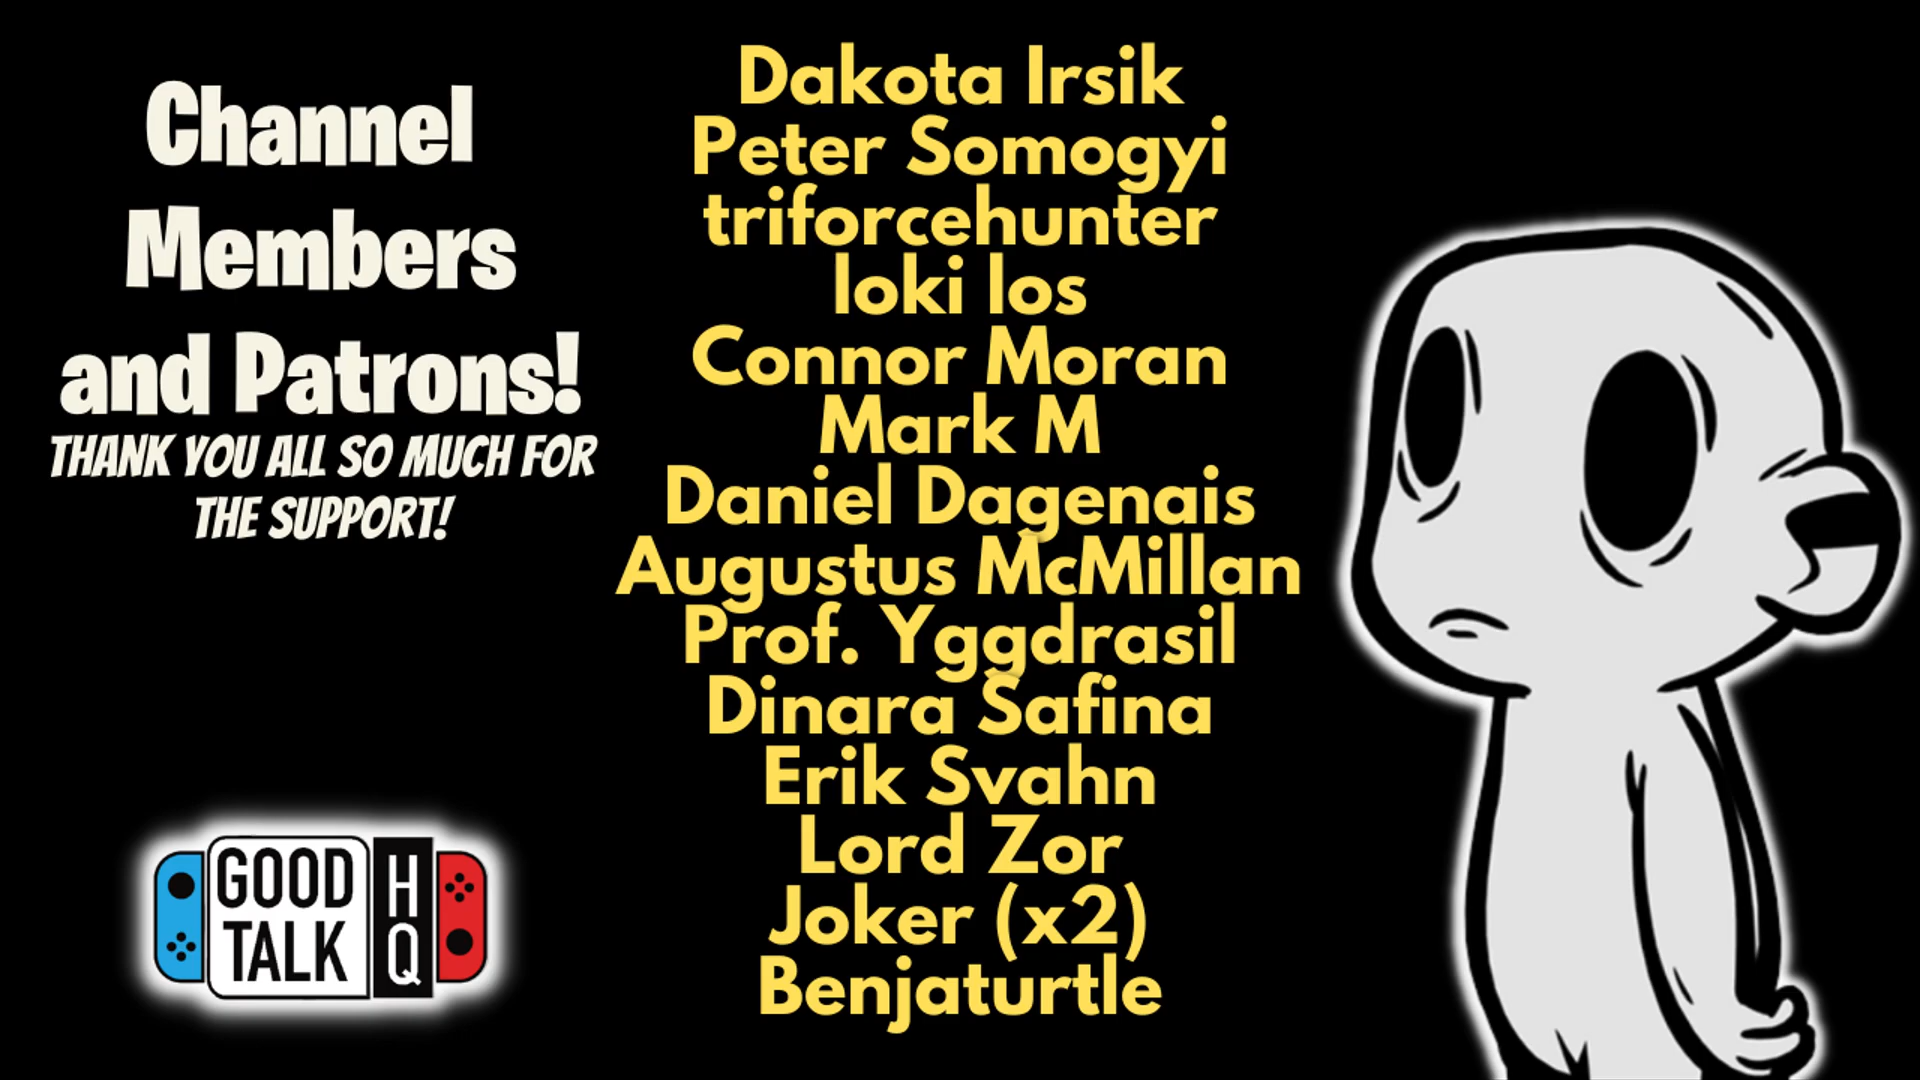 Channel
Members
and Patrons!
THANK YOU ALL SO MUCH FOR
THE SUPPORT!
Dakota Irsik
Peter Somogyi
triforcehunter
loki los
Connor Moran
Mark M
Daniel Dagenais
Augustus McMillan
Prof. Yggdrasil
Dinara Safina
Erik Svahn
Lord Zor
Joker (x2)
Benjaturtle
GOOD
TALK
HQ